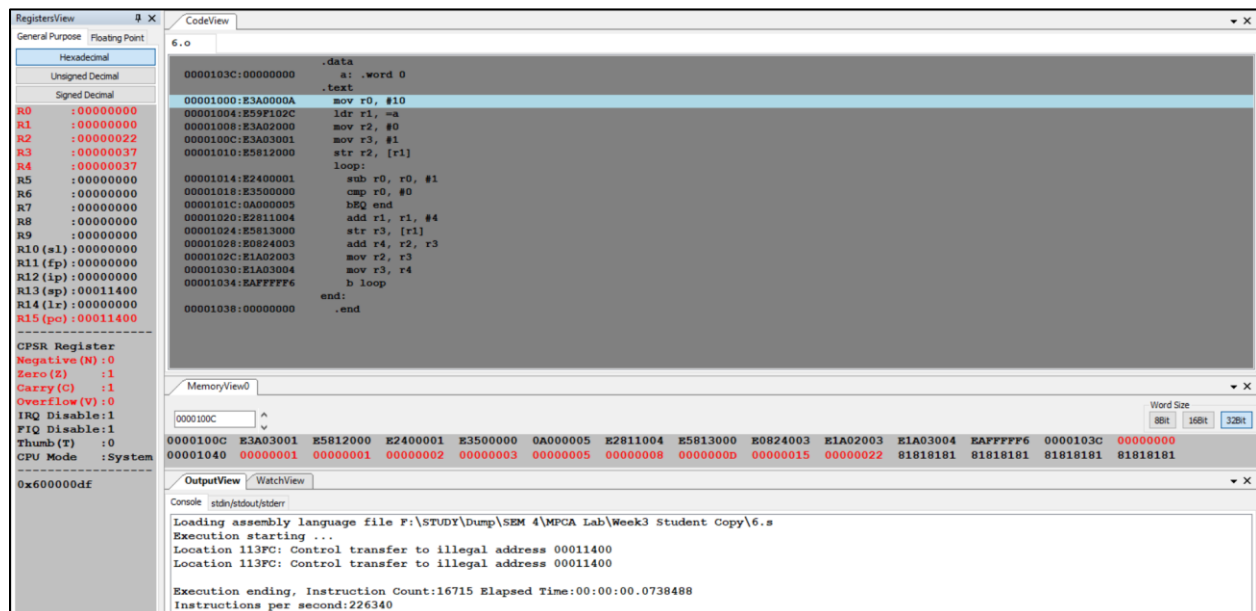 RegistersView
General Purpose Floating Point
Hexadecimal
Unsigned Decimal
Signed Decimal
R0 :00000000
R1 :00000000
R2 :00000022
R3 :00000037
R4 :00000037
R5 :00000000
R6 :00000000
R7 :00000000
R8 :00000000
R9 :00000000
R10(sl):00000000
R11(fp):00000000
R12(ip):00000000
R13(sp):00011400
R14(lr):00000000
R15(pc):00011400
--------------------
CPSR Register
Negative(N):0
Zero(Z) :1
Carry(C) :1
Overflow(V):0
IRQ Disable:1
FIQ Disable:1
Thumb(T) :0
CPU Mode :System
--------------------
0x600000df
CodeView
6.o
.data
0000103C:00000000 a: .word 0
.text
00001000:E3A0000A mov r0, #10
00001004:E59F102C ldr r1, =a
00001008:E3A02000 mov r2, #0
0000100C:E3A03001 mov r3, #1
00001010:E5812000 str r2, [r1]
loop:
00001014:E2400001 sub r0, r0, #1
00001018:E3500000 cmp r0, #0
0000101C:0A000005 bEQ end
00001020:E2811004 add r1, r1, #4
00001024:E5813000 str r3, [r1]
00001028:E0824003 add r4, r2, r3
0000102C:E1A02003 mov r2, r3
00001030:E1A03004 mov r3, r4
00001034:EAFFFFF6 b loop
end:
00001038:00000000 .end
MemoryView0
0000100C
Word Size
8Bit 16Bit 32Bit
0000100C E3A03001 E5812000 E2400001 E3500000 0A000005 E2811004 E5813000 E0824003 E1A02003 E1A03004 EAFFFFF6 0000103C 00000000
00001040 00000001 00000001 00000002 00000003 00000005 00000008 0000000D 00000015 00000022 81818181 81818181 81818181 81818181
OutputView WatchView
Console stdin/stdout/stderr
Loading assembly language file F:\STUDY\Dump\SEM 4\MPCA Lab\Week3 Student Copy\6.s
Execution starting ...
Location 113FC: Control transfer to illegal address 00011400
Location 113FC: Control transfer to illegal address 00011400
Execution ending, Instruction Count:16715 Elapsed Time:00:00:00.0738488
Instructions per second:226340